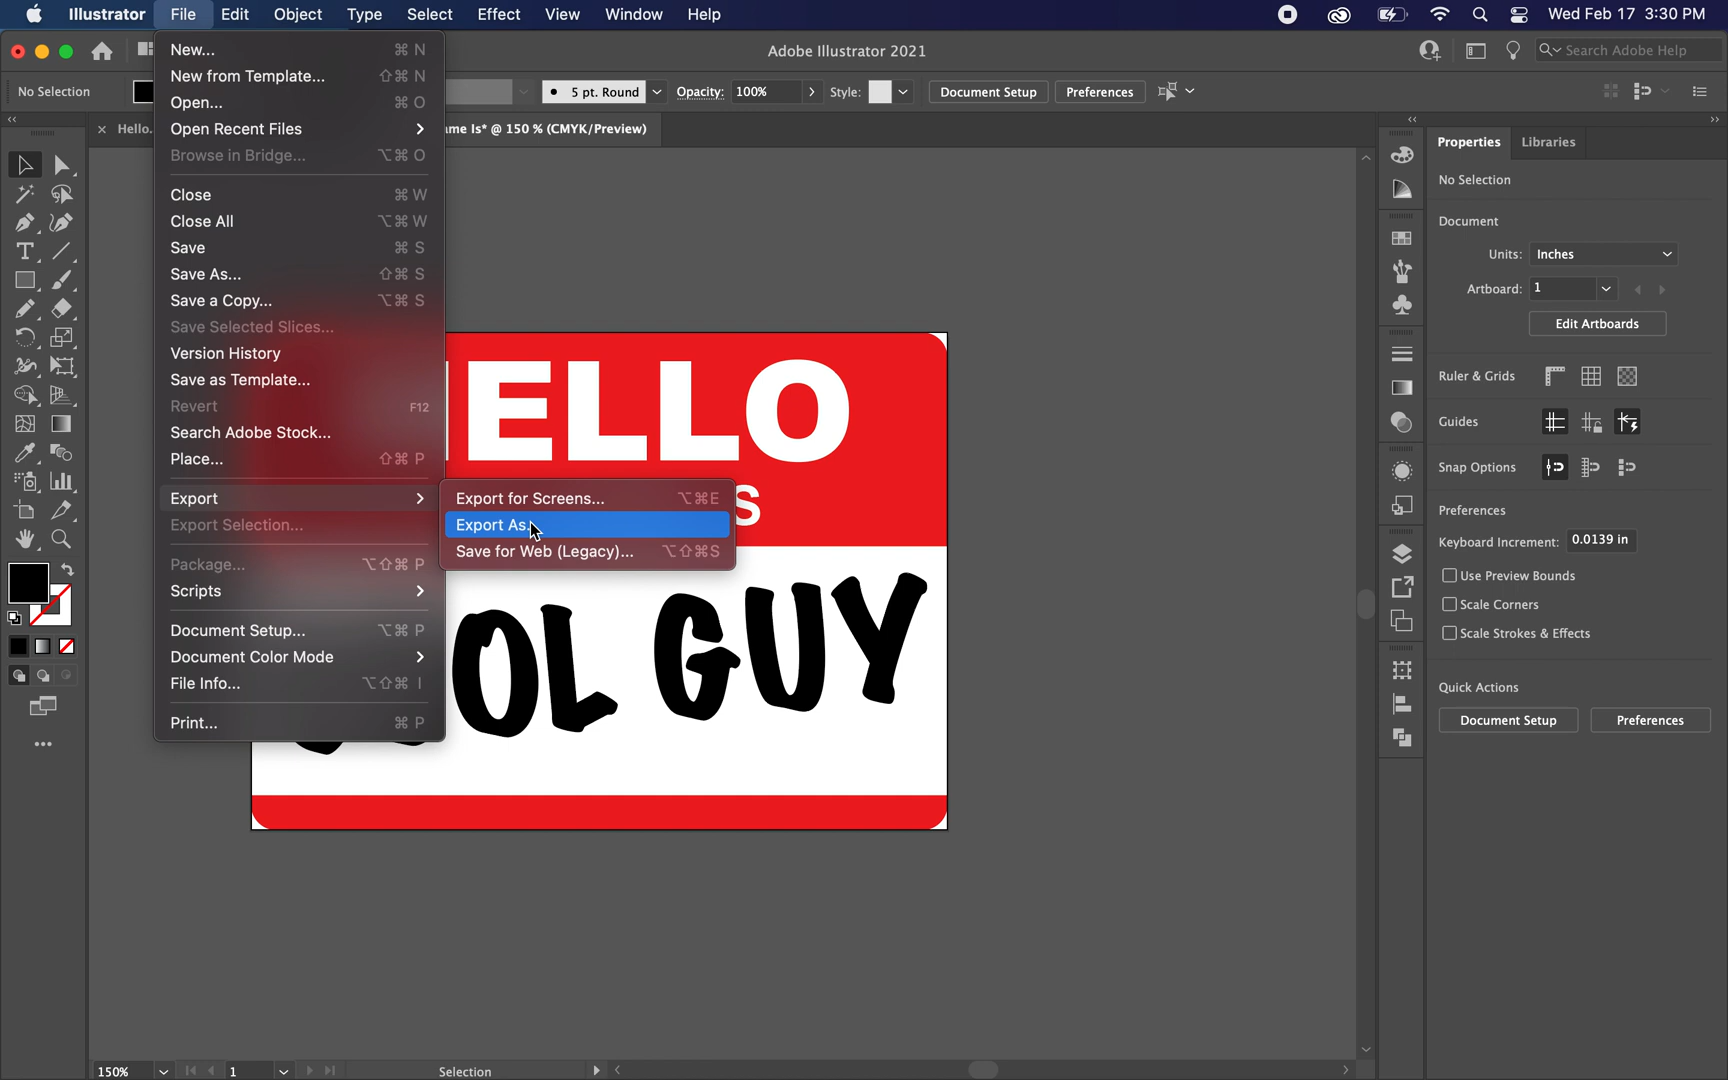 Illustrator File Edit Object Type Select Effect View Window Help Wed Feb 17 3:30 PM
Adobe Illustrator 2021
Search Adobe Help
No Selection
5 pt. Round
Opacity: 100%
Style:
Document Setup
Preferences
Hello.
ame Is* @ 150 % (CMYK/Preview)
New... ⌘ N
New from Template... ⇧⌘ N
Open... ⌘ O
Open Recent Files
Browse in Bridge... ⌥⌘ O
Close ⌘ W
Close All ⌥⌘ W
Save ⌘ S
Save As... ⇧⌘ S
Save a Copy... ⌥⌘ S
Save Selected Slices...
Version History
Save as Template...
Revert F12
Search Adobe Stock...
Place... ⇧⌘ P
Export
Export Selection...
Package... ⌥⇧⌘ P
Scripts
Document Setup... ⌥⌘ P
Document Color Mode
File Info... ⌥⇧⌘ I
Print... ⌘ P
Export for Screens... ⌥⌘E
Export As.
Save for Web (Legacy)... ⌥⇧⌘S
ELLO
S
OL GUY
Properties Libraries
No Selection
Document
Units: Inches
Artboard: 1
Edit Artboards
Ruler & Grids
Guides
Snap Options
Preferences
Keyboard Increment: 0.0139 in
Use Preview Bounds
Scale Corners
Scale Strokes & Effects
Quick Actions
Document Setup
Preferences
150% 1 Selection